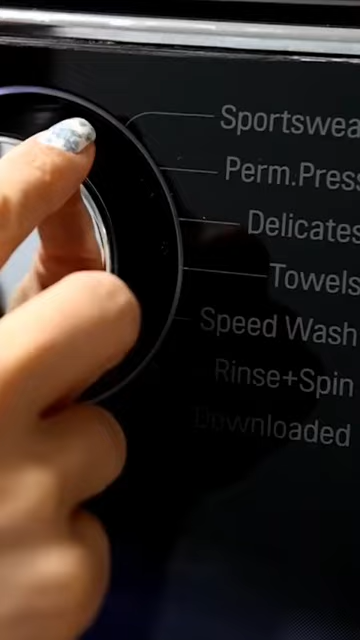 Sportswea
Perm.Press
Delicates
Towels
Speed Wash
Rinse+Spin
Downloaded